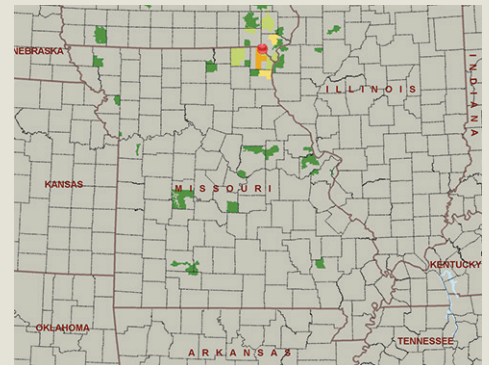 NEBRASKA
ILLINOIS
INDIANA
KANSAS
MISSOURI
KENTUCKY
OKLAHOMA
TENNESSEE
ARKANSAS